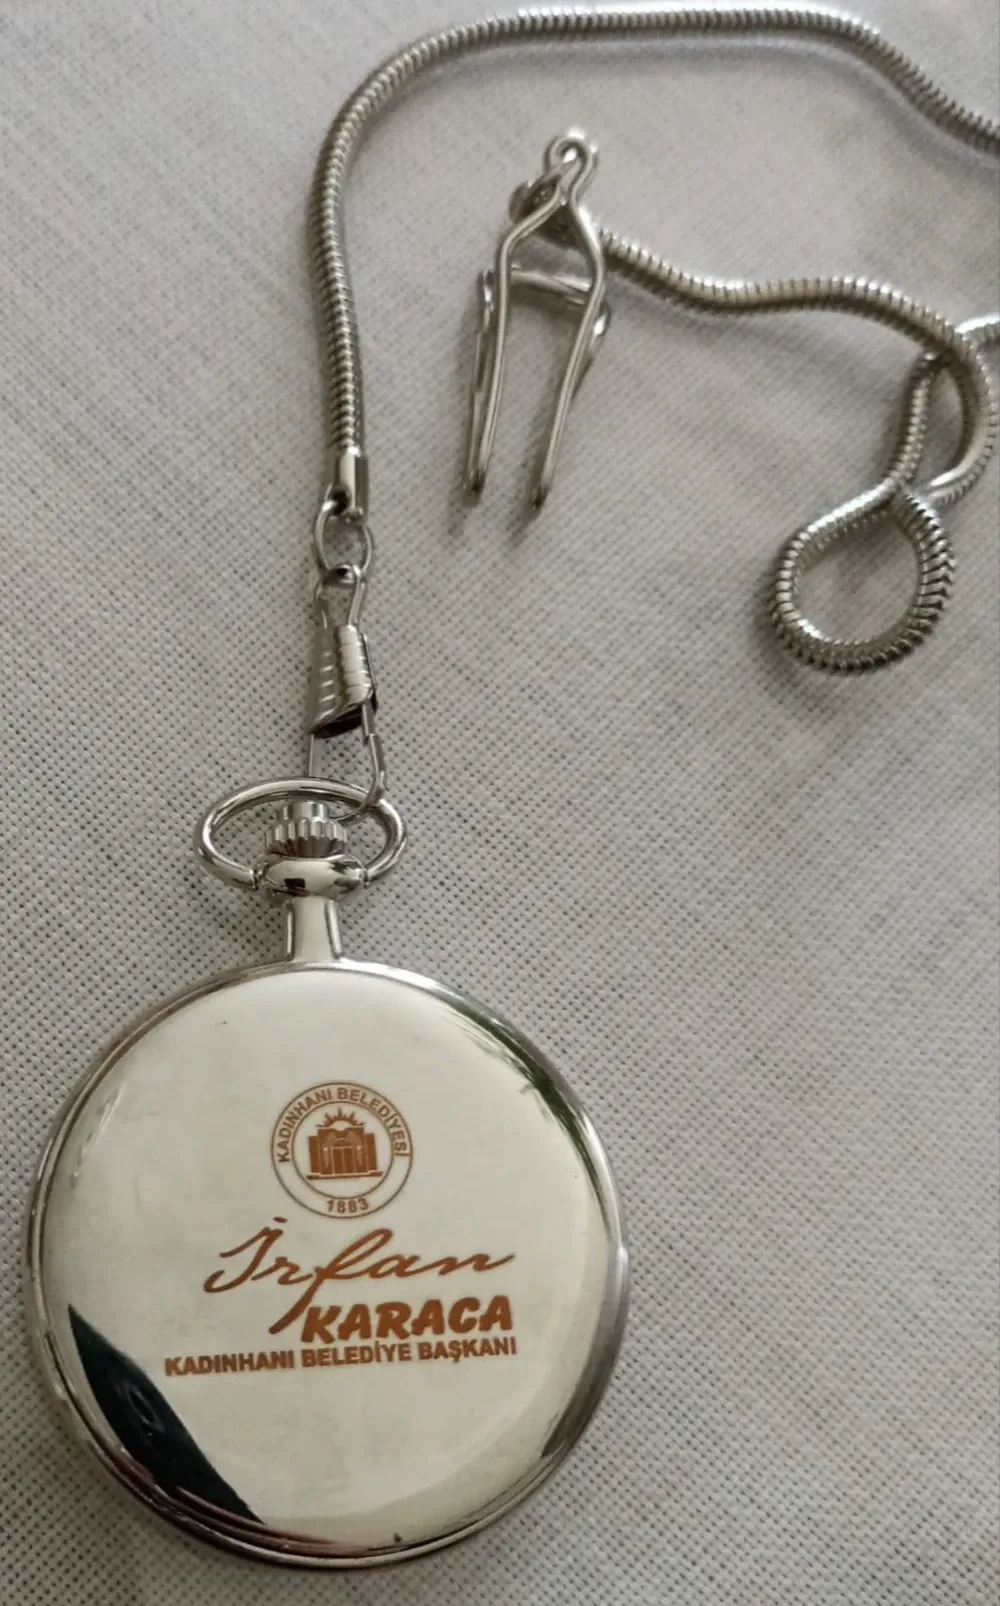 KADINHANI BELEDİYESİ
1883
İrfan
KARACA
KADINHANI BELEDİYE BAŞKANI